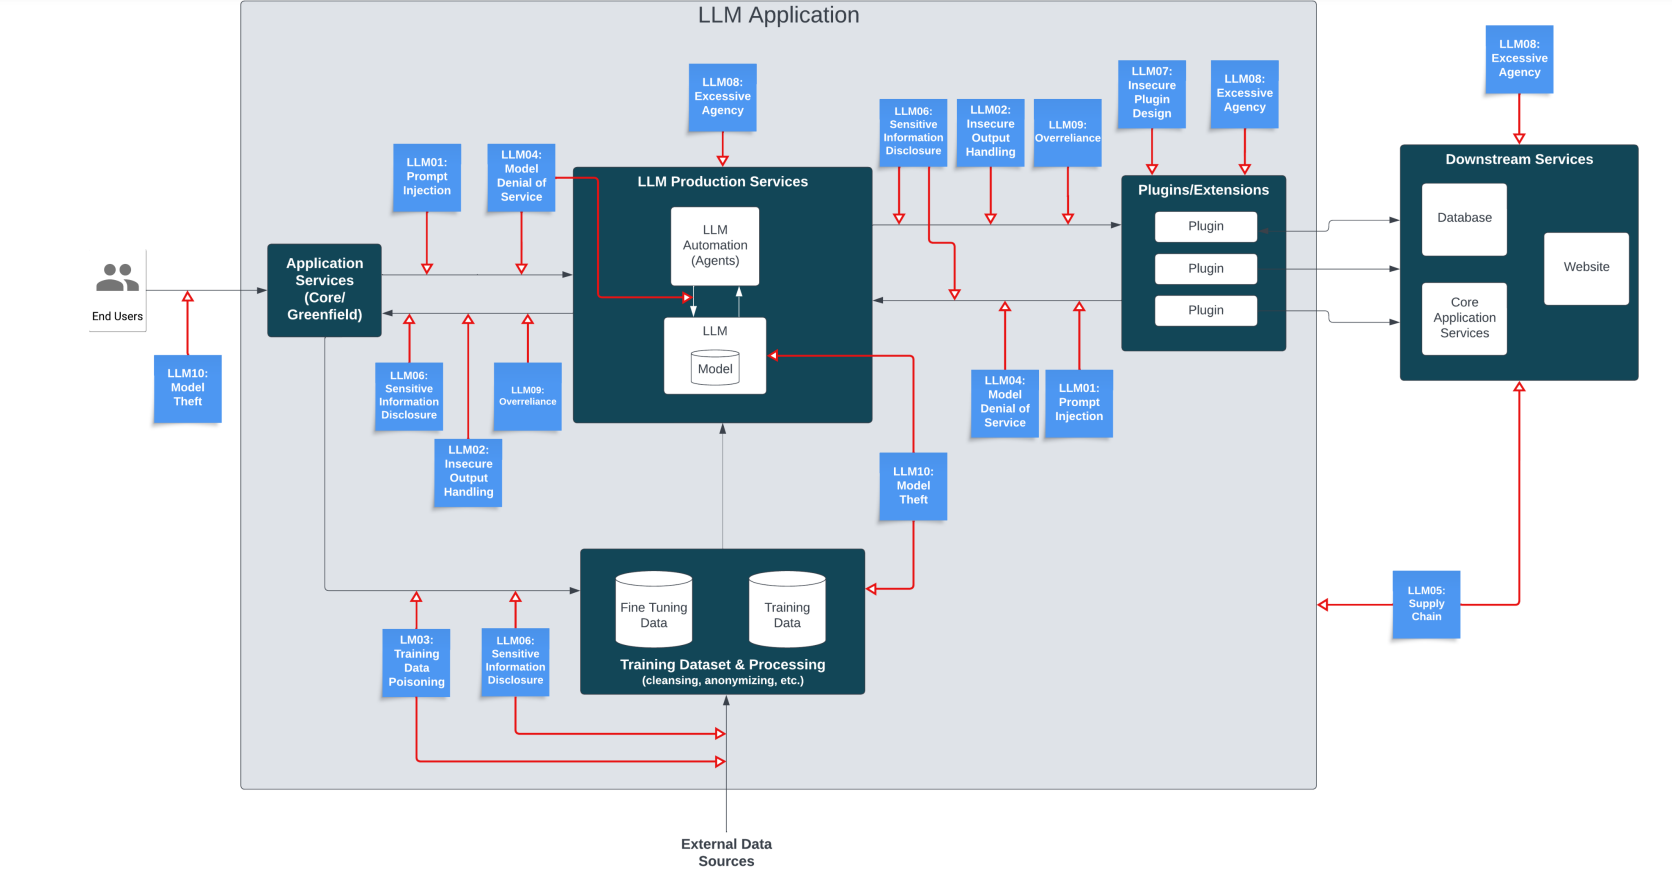 LLM Application
LLM08:
Excessive
Agency
LLM08:
Excessive
Agency
LLM07:
Insecure
Plugin
Design
LLM08:
Excessive
Agency
LLM06:
Sensitive
Information
Disclosure
LLM02:
Insecure
Output
Handling
LLM09:
Overreliance
LLM01:
Prompt
Injection
LLM04:
Model
Denial of
Service
LLM Production Services
LLM
Automation
(Agents)
LLM
Model
Plugins/Extensions
Plugin
Plugin
Plugin
Downstream Services
Database
Website
Core
Application
Services
End Users
Application
Services
(Core/
Greenfield)
LLM10:
Model
Theft
LLM06:
Sensitive
Information
Disclosure
LLM09:
Overreliance
LLM02:
Insecure
Output
Handling
LLM04:
Model
Denial of
Service
LLM01:
Prompt
Injection
LLM10:
Model
Theft
Fine Tuning
Data
Training
Data
Training Dataset & Processing
(cleansing, anonymizing, etc.)
LM03:
Training
Data
Poisoning
LLM06:
Sensitive
Information
Disclosure
LLM05:
Supply
Chain
External Data
Sources